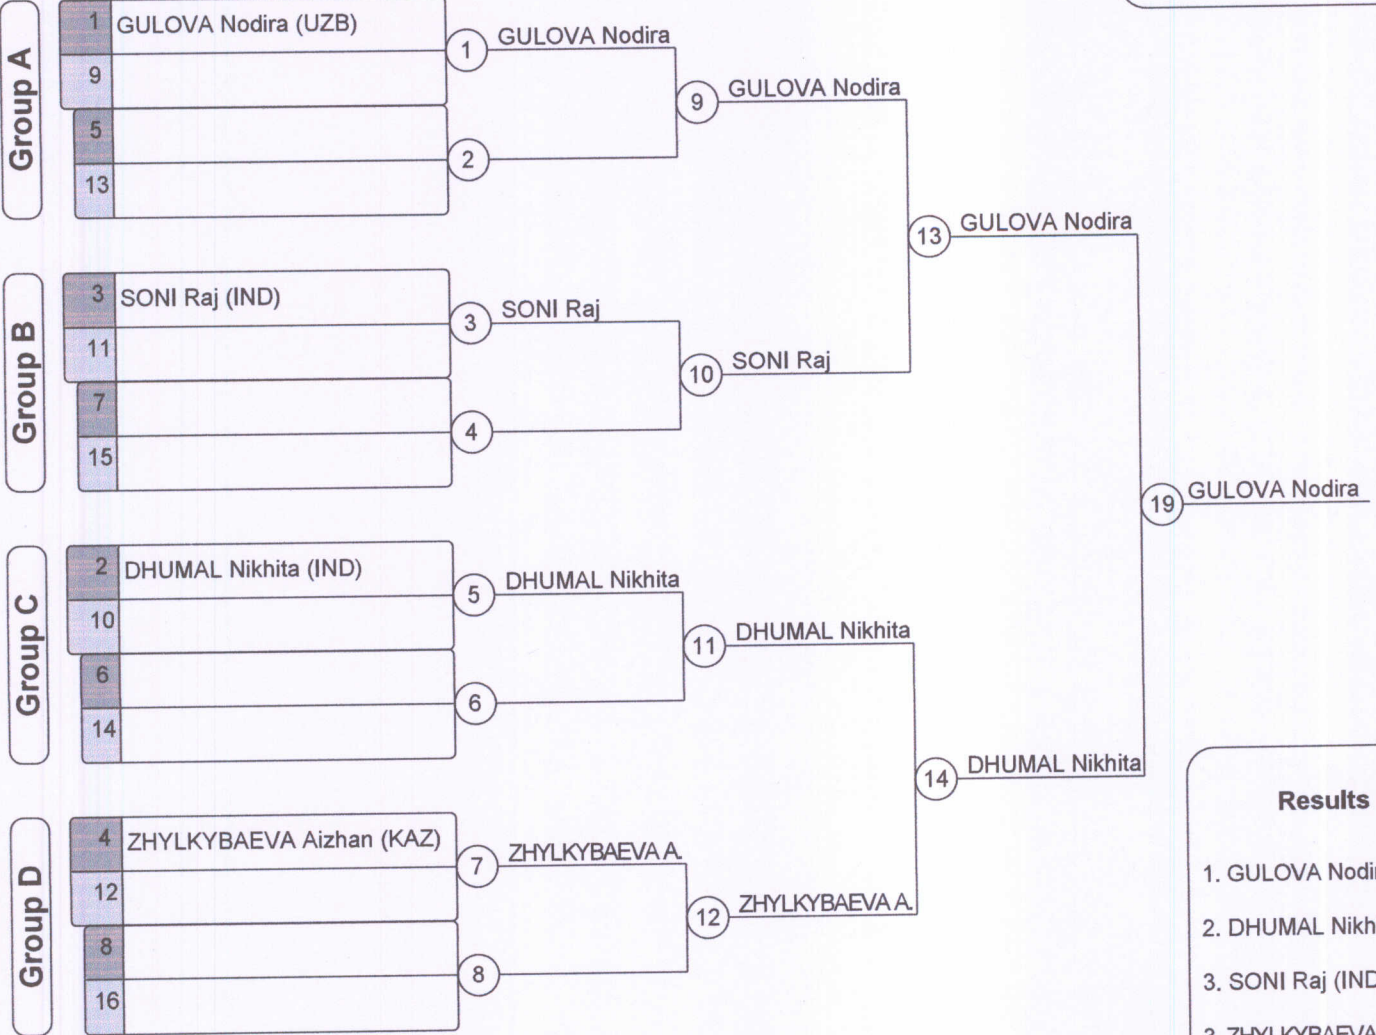 Group A
1 GULOVA Nodira (UZB)
9
5
13
1 GULOVA Nodira
2
9 GULOVA Nodira
Group B
3 SONI Raj (IND)
11
7
15
3 SONI Raj
4
10 SONI Raj
13 GULOVA Nodira
Group C
2 DHUMAL Nikhita (IND)
10
6
14
5 DHUMAL Nikhita
6
11 DHUMAL Nikhita
Group D
4 ZHYLKYBAEVA Aizhan (KAZ)
12
8
16
7 ZHYLKYBAEVA A.
8
12 ZHYLKYBAEVA A.
14 DHUMAL Nikhita
19 GULOVA Nodira
Results
1. GULOVA Nodir
2. DHUMAL Nikh
3. SONI Raj (IND
3. ZHYLKYBAEVA